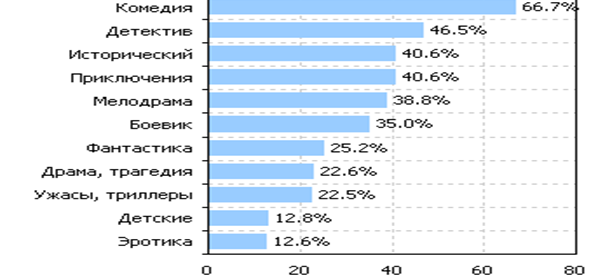 Комедия 66.7%
Детектив 46.5%
Исторический 40.6%
Приключения 40.6%
Мелодрама 38.8%
Боевик 35.0%
Фантастика 25.2%
Драма, трагедия 22.6%
Ужасы, триллеры 22.5%
Детские 12.8%
Эротика 12.6%
0 20 40 60 80